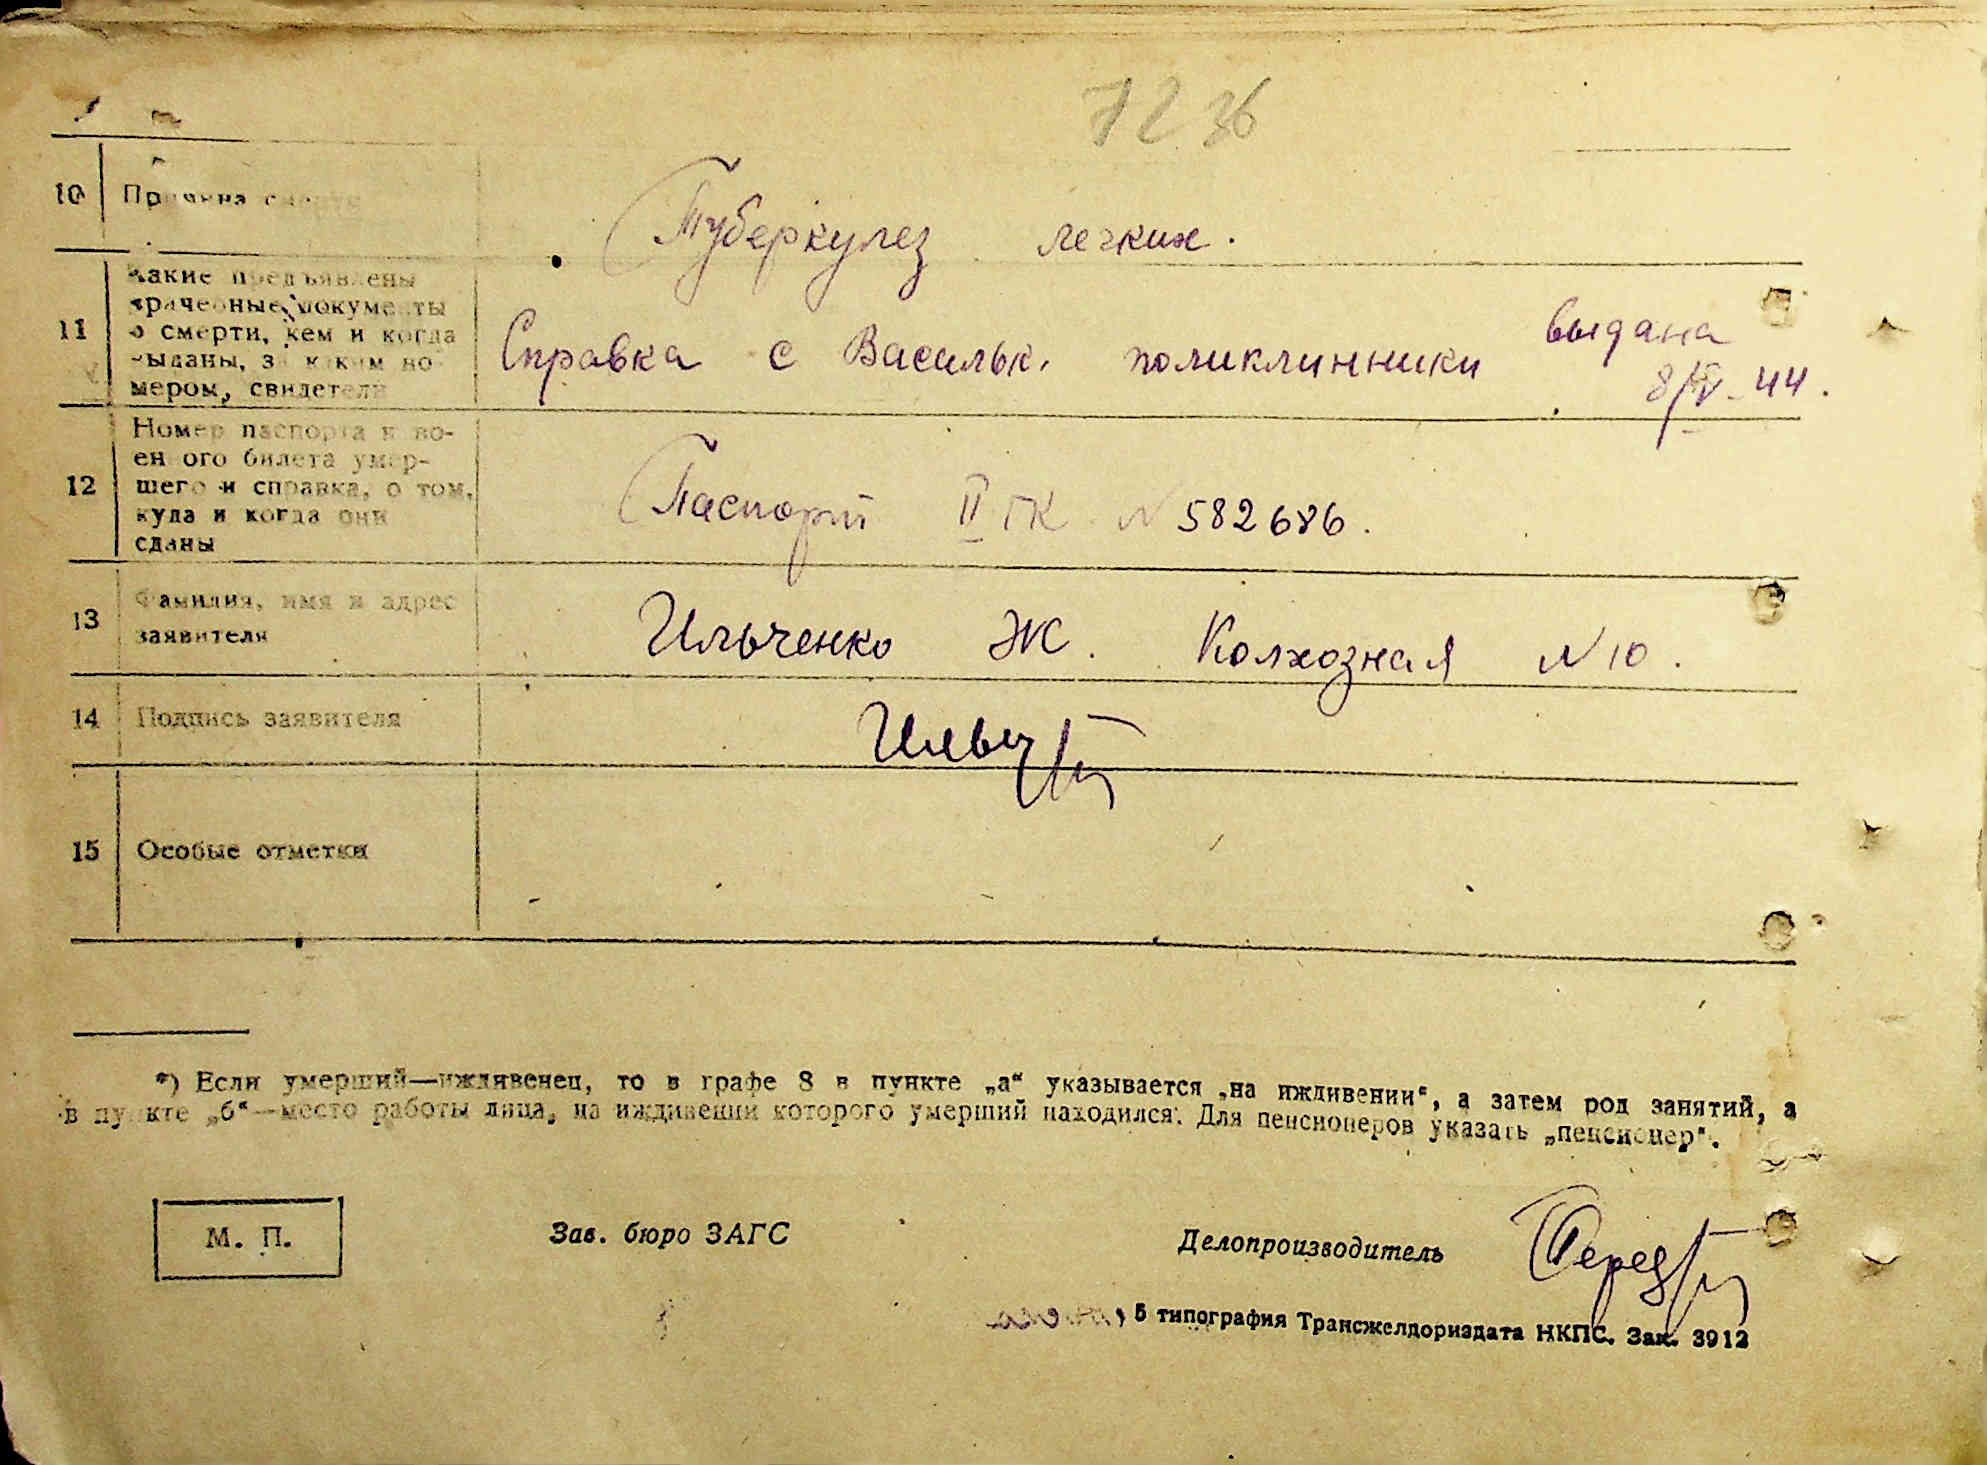 7236
10 Причина смерти
Туберкулез легких.
11 Какие предъявлены
врачебные документы
о смерти, кем и когда
выданы, за каким но-
мером, свидетели
Справка с Васильк. поликлинники выдана
8/IV-44.
12 Номер паспорта и во-
енного билета умер-
шего и справка, о том,
куда и когда они
сданы
Паспорт II ГК N 582686.
13 Фамилия, имя и адрес
заявителя
Ильченко Ж. Колхозная N 10.
14 Подпись заявителя
15 Особые отметки
*) Если умерший—иждивенец, то в графе 8 в пункте „а“ указывается „на иждивении“, а затем род занятий, а
в пункте „б“—место работы лица, на иждивении которого умерший находился. Для пенсионеров указать „пенсионер“.
М. П.
Зав. бюро ЗАГС
Делопроизводитель
5 типография Трансжелдориздата НКПС. Зак. 3912